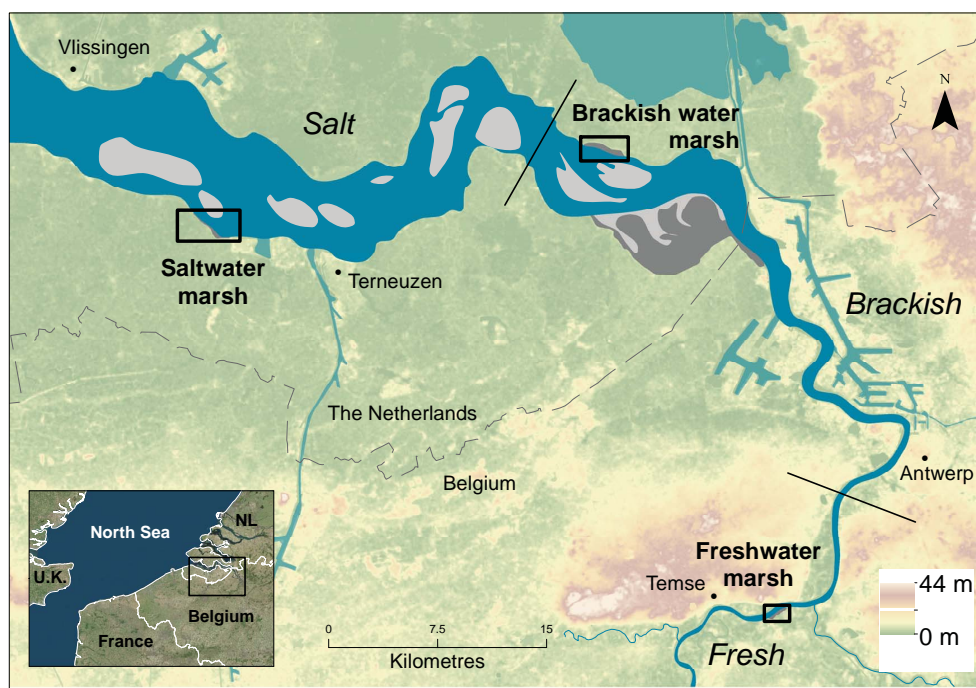 Vlissingen
Salt
Brackish water
marsh
N
Saltwater
marsh
Terneuzen
Brackish
The Netherlands
Belgium
Antwerp
Freshwater
marsh
Temse
Fresh
0
7.5
15
Kilometres
44 m
0 m
North Sea
NL
U.K.
Belgium
France